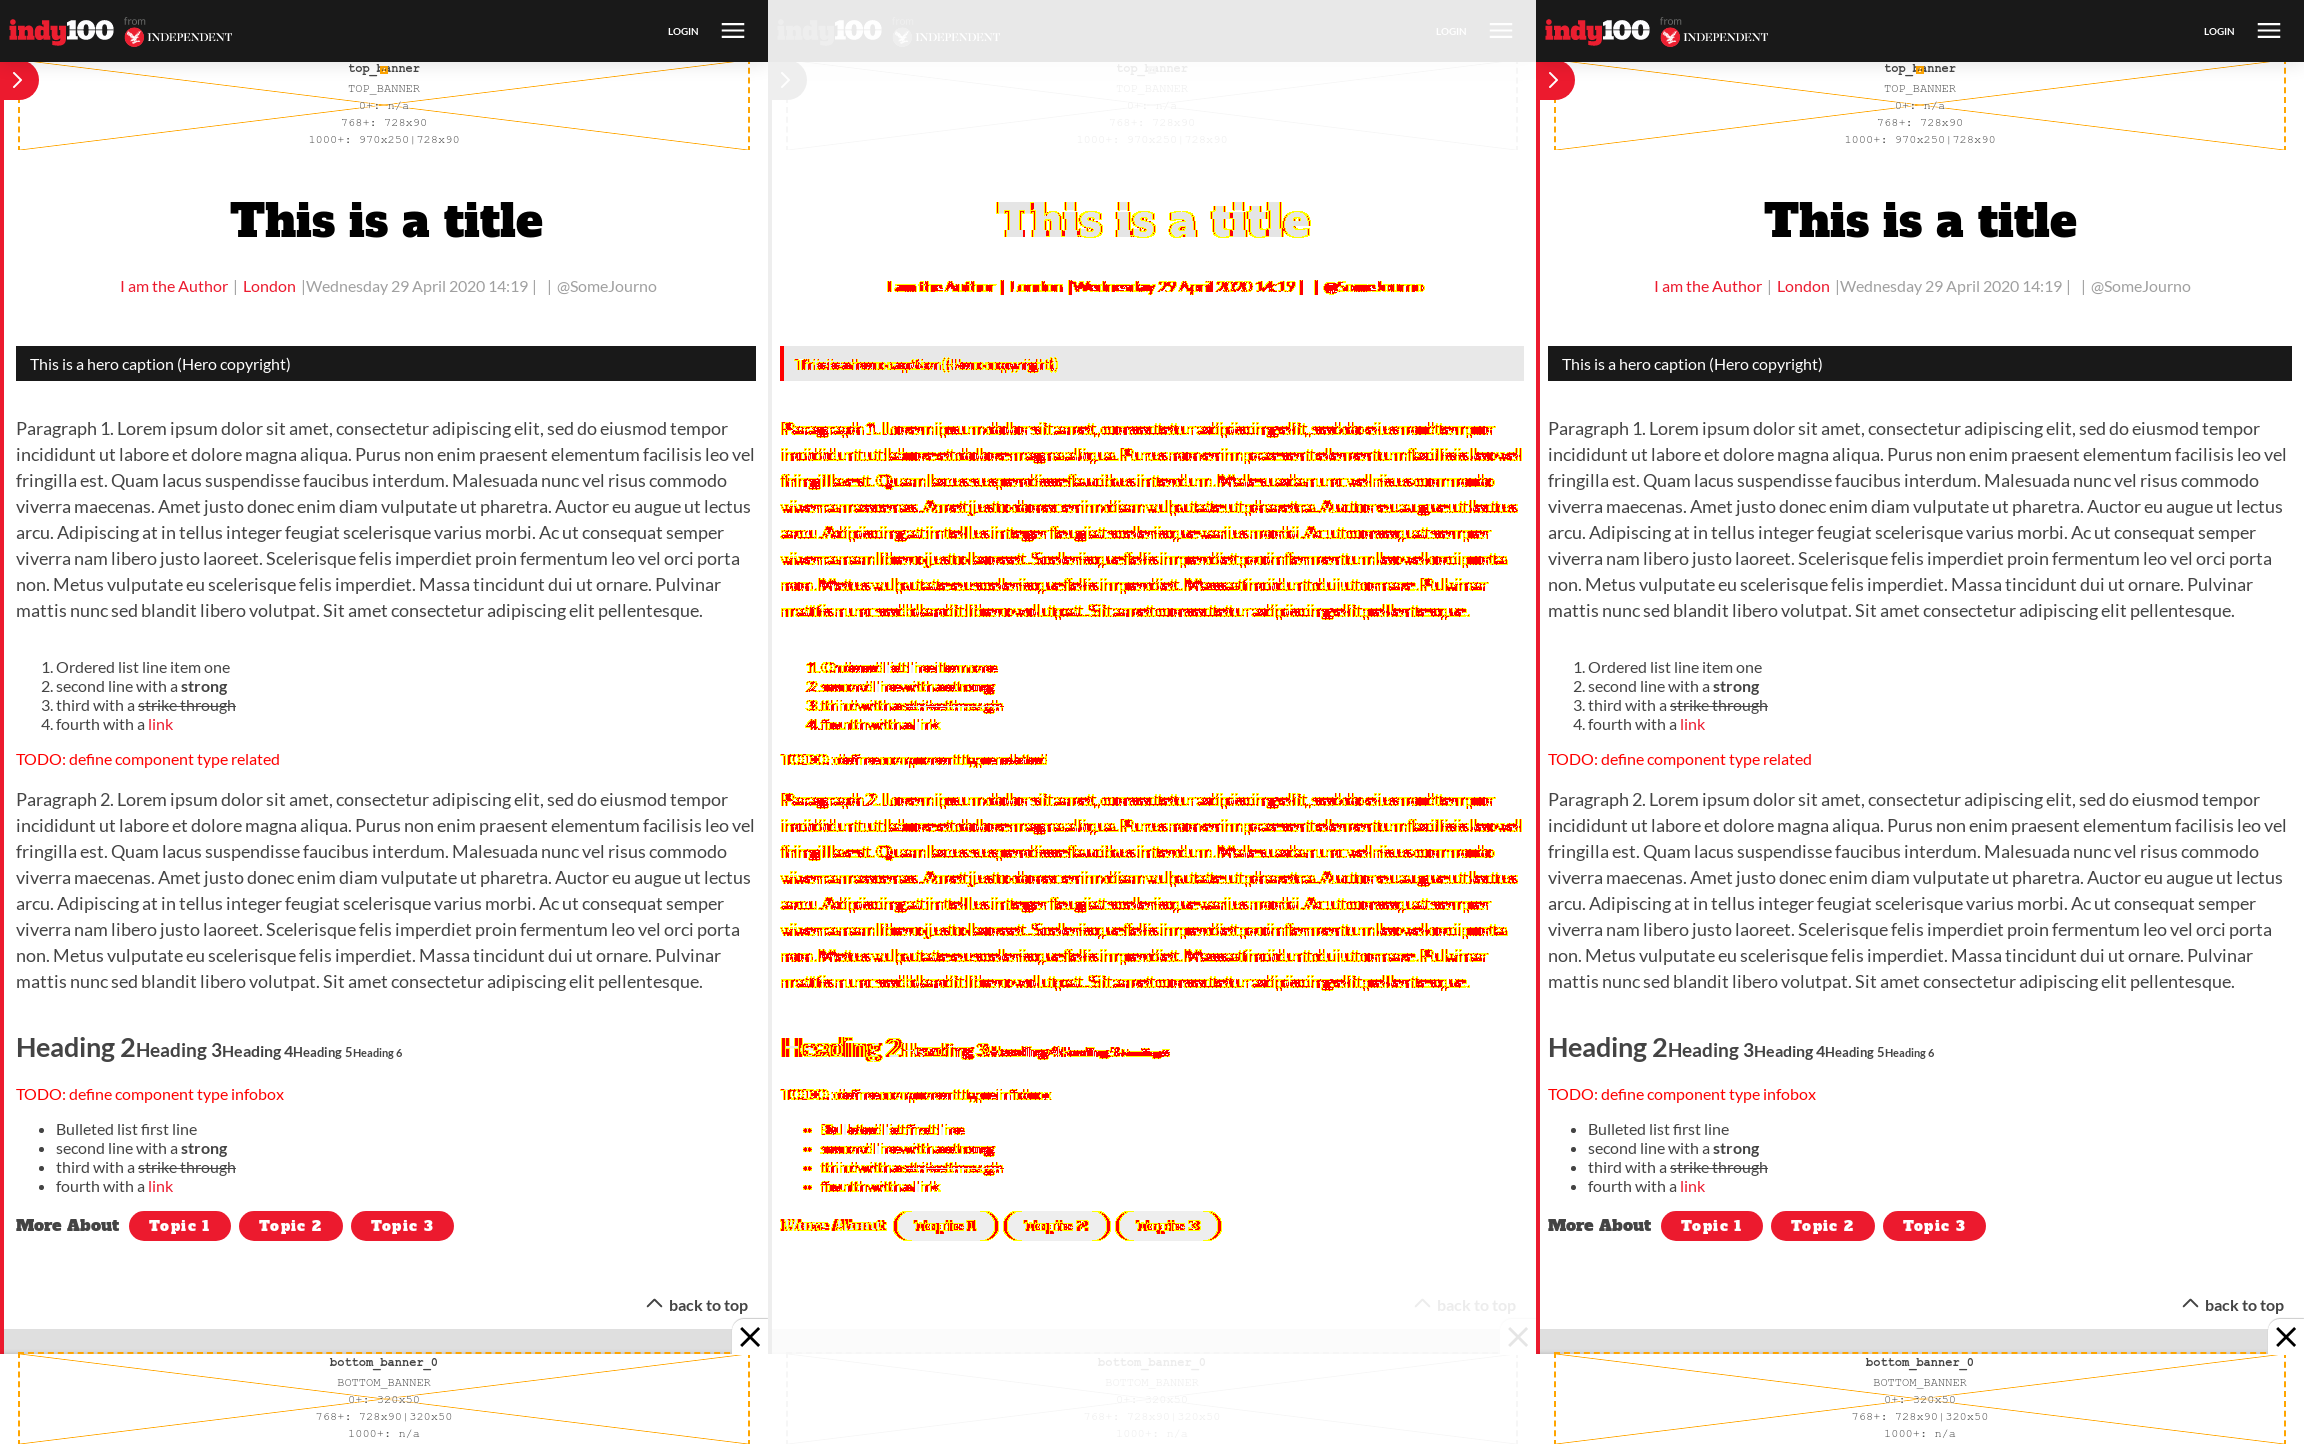 indy100 from INDEPENDENT
LOGIN
top_banner
TOP_BANNER
0+: n/a
768+: 728x90
1000+: 970x250|728x90
This is a title
I am the Author | London |Wednesday 29 April 2020 14:19 | | @SomeJourno
This is a hero caption (Hero copyright)
Paragraph 1. Lorem ipsum dolor sit amet, consectetur adipiscing elit, sed do eiusmod tempor
incididunt ut labore et dolore magna aliqua. Purus non enim praesent elementum facilisis leo vel
fringilla est. Quam lacus suspendisse faucibus interdum. Malesuada nunc vel risus commodo
viverra maecenas. Amet justo donec enim diam vulputate ut pharetra. Auctor eu augue ut lectus
arcu. Adipiscing at in tellus integer feugiat scelerisque varius morbi. Ac ut consequat semper
viverra nam libero justo laoreet. Scelerisque felis imperdiet proin fermentum leo vel orci porta
non. Metus vulputate eu scelerisque felis imperdiet. Massa tincidunt dui ut ornare. Pulvinar
mattis nunc sed blandit libero volutpat. Sit amet consectetur adipiscing elit pellentesque.
1. Ordered list line item one
2. second line with a strong
3. third with a strike through
4. fourth with a link
TODO: define component type related
Paragraph 2. Lorem ipsum dolor sit amet, consectetur adipiscing elit, sed do eiusmod tempor
incididunt ut labore et dolore magna aliqua. Purus non enim praesent elementum facilisis leo vel
fringilla est. Quam lacus suspendisse faucibus interdum. Malesuada nunc vel risus commodo
viverra maecenas. Amet justo donec enim diam vulputate ut pharetra. Auctor eu augue ut lectus
arcu. Adipiscing at in tellus integer feugiat scelerisque varius morbi. Ac ut consequat semper
viverra nam libero justo laoreet. Scelerisque felis imperdiet proin fermentum leo vel orci porta
non. Metus vulputate eu scelerisque felis imperdiet. Massa tincidunt dui ut ornare. Pulvinar
mattis nunc sed blandit libero volutpat. Sit amet consectetur adipiscing elit pellentesque.
Heading 2Heading 3Heading 4Heading 5Heading 6
TODO: define component type infobox
• Bulleted list first line
• second line with a strong
• third with a strike through
• fourth with a link
More About Topic 1 Topic 2 Topic 3
back to top
bottom_banner_0
BOTTOM_BANNER
0+: 320x50
768+: 728x90|320x50
1000+: n/a
indy100 from INDEPENDENT
LOGIN
top_banner
TOP_BANNER
0+: n/a
768+: 728x90
1000+: 970x250|728x90
This is a title
I am the Author | London |Wednesday 29 April 2020 14:19 | | @SomeJourno
back to top
bottom_banner_0
BOTTOM_BANNER
0+: 320x50
768+: 728x90|320x50
1000+: n/a
indy100 from INDEPENDENT
LOGIN
top_banner
TOP_BANNER
0+: n/a
768+: 728x90
1000+: 970x250|728x90
This is a title
I am the Author | London |Wednesday 29 April 2020 14:19 | | @SomeJourno
This is a hero caption (Hero copyright)
Paragraph 1. Lorem ipsum dolor sit amet, consectetur adipiscing elit, sed do eiusmod tempor
incididunt ut labore et dolore magna aliqua. Purus non enim praesent elementum facilisis leo vel
fringilla est. Quam lacus suspendisse faucibus interdum. Malesuada nunc vel risus commodo
viverra maecenas. Amet justo donec enim diam vulputate ut pharetra. Auctor eu augue ut lectus
arcu. Adipiscing at in tellus integer feugiat scelerisque varius morbi. Ac ut consequat semper
viverra nam libero justo laoreet. Scelerisque felis imperdiet proin fermentum leo vel orci porta
non. Metus vulputate eu scelerisque felis imperdiet. Massa tincidunt dui ut ornare. Pulvinar
mattis nunc sed blandit libero volutpat. Sit amet consectetur adipiscing elit pellentesque.
1. Ordered list line item one
2. second line with a strong
3. third with a strike through
4. fourth with a link
TODO: define component type related
Paragraph 2. Lorem ipsum dolor sit amet, consectetur adipiscing elit, sed do eiusmod tempor
incididunt ut labore et dolore magna aliqua. Purus non enim praesent elementum facilisis leo vel
fringilla est. Quam lacus suspendisse faucibus interdum. Malesuada nunc vel risus commodo
viverra maecenas. Amet justo donec enim diam vulputate ut pharetra. Auctor eu augue ut lectus
arcu. Adipiscing at in tellus integer feugiat scelerisque varius morbi. Ac ut consequat semper
viverra nam libero justo laoreet. Scelerisque felis imperdiet proin fermentum leo vel orci porta
non. Metus vulputate eu scelerisque felis imperdiet. Massa tincidunt dui ut ornare. Pulvinar
mattis nunc sed blandit libero volutpat. Sit amet consectetur adipiscing elit pellentesque.
Heading 2Heading 3Heading 4Heading 5Heading 6
TODO: define component type infobox
• Bulleted list first line
• second line with a strong
• third with a strike through
• fourth with a link
More About Topic 1 Topic 2 Topic 3
back to top
bottom_banner_0
BOTTOM_BANNER
0+: 320x50
768+: 728x90|320x50
1000+: n/a